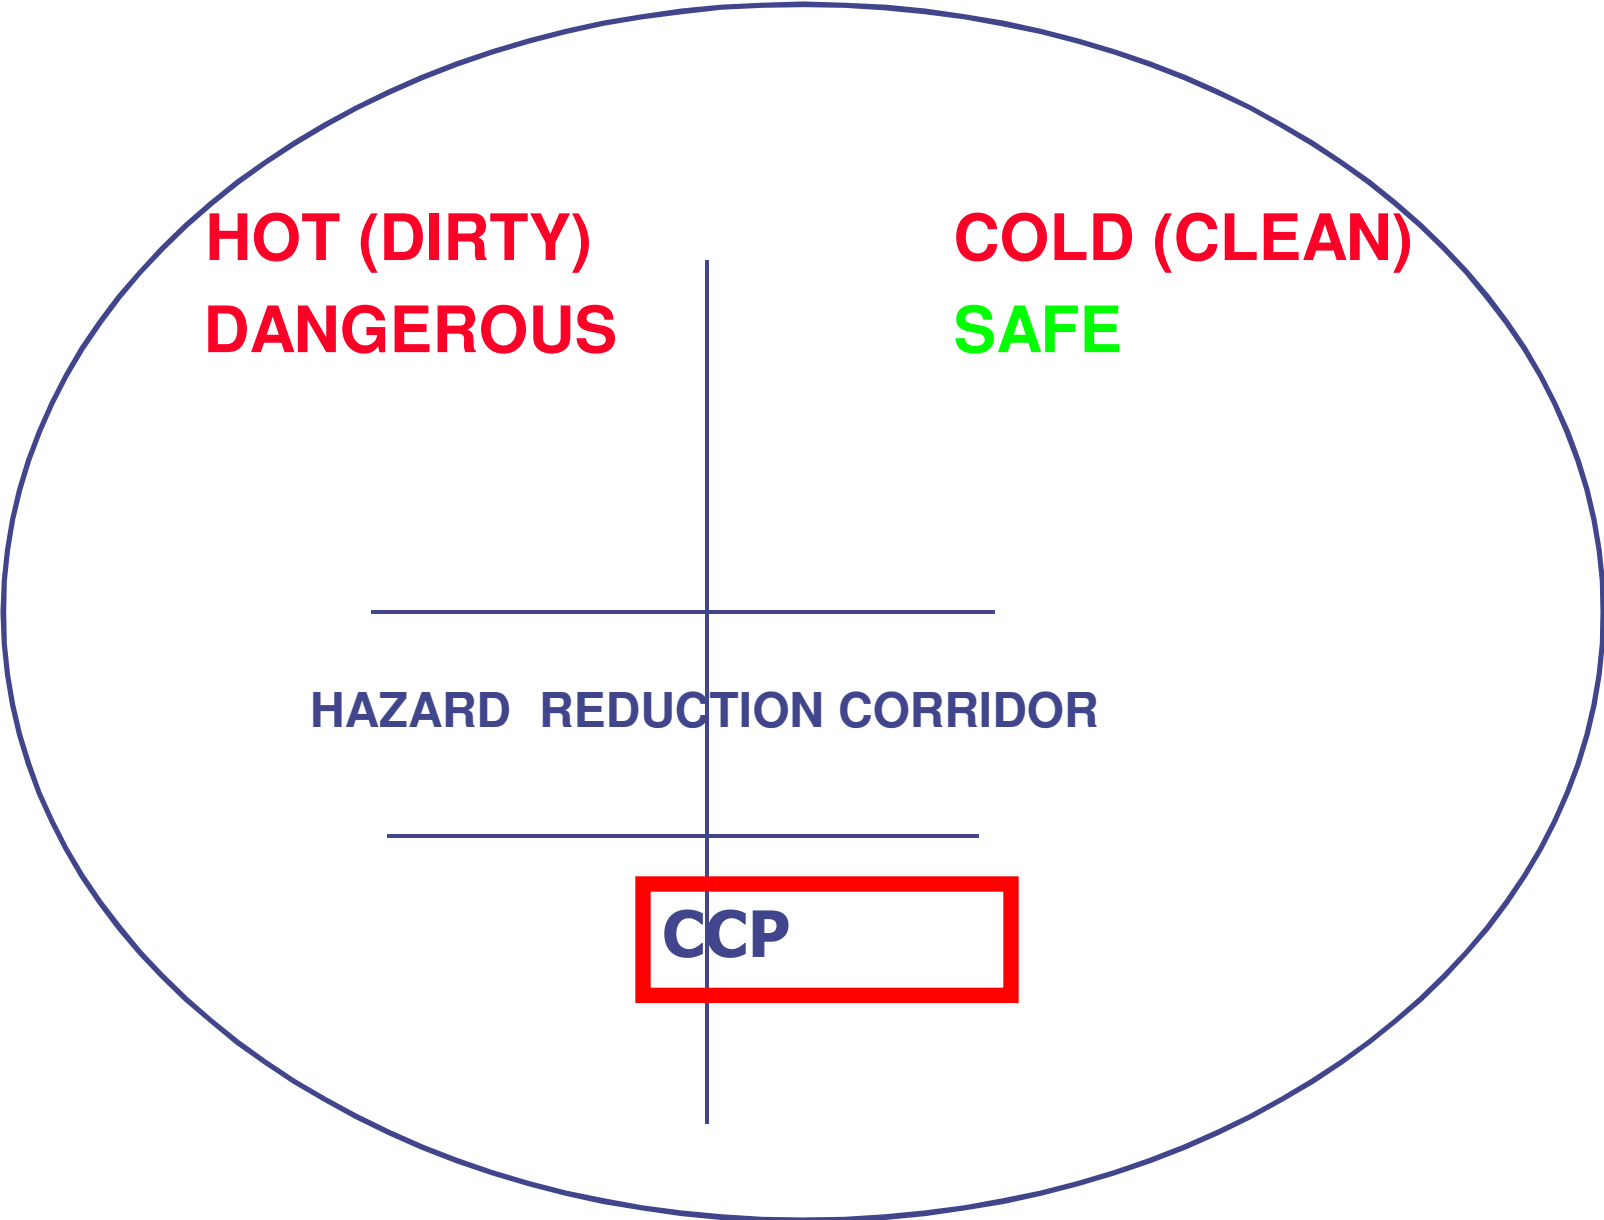 HOT (DIRTY)
DANGEROUS
COLD (CLEAN)
SAFE
HAZARD  REDUCTION CORRIDOR
CCP